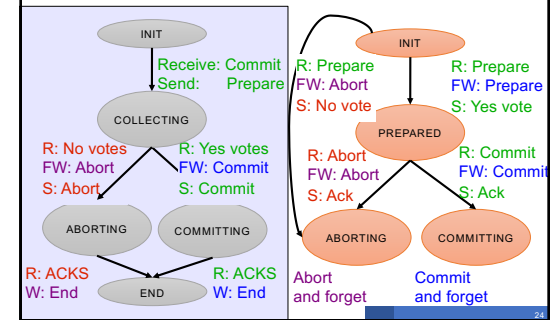 INIT
Receive: Commit
Send: Prepare
COLLECTING
R: No votes
FW: Abort
S: Abort
R: Yes votes
FW: Commit
S: Commit
ABORTING
COMMITTING
R: ACKS
W: End
END
R: ACKS
W: End
INIT
R: Prepare
FW: Abort
S: No vote
R: Prepare
FW: Prepare
S: Yes vote
PREPARED
R: Abort
FW: Abort
S: Ack
R: Commit
FW: Commit
S: Ack
ABORTING
COMMITTING
Abort
and forget
Commit
and forget
24